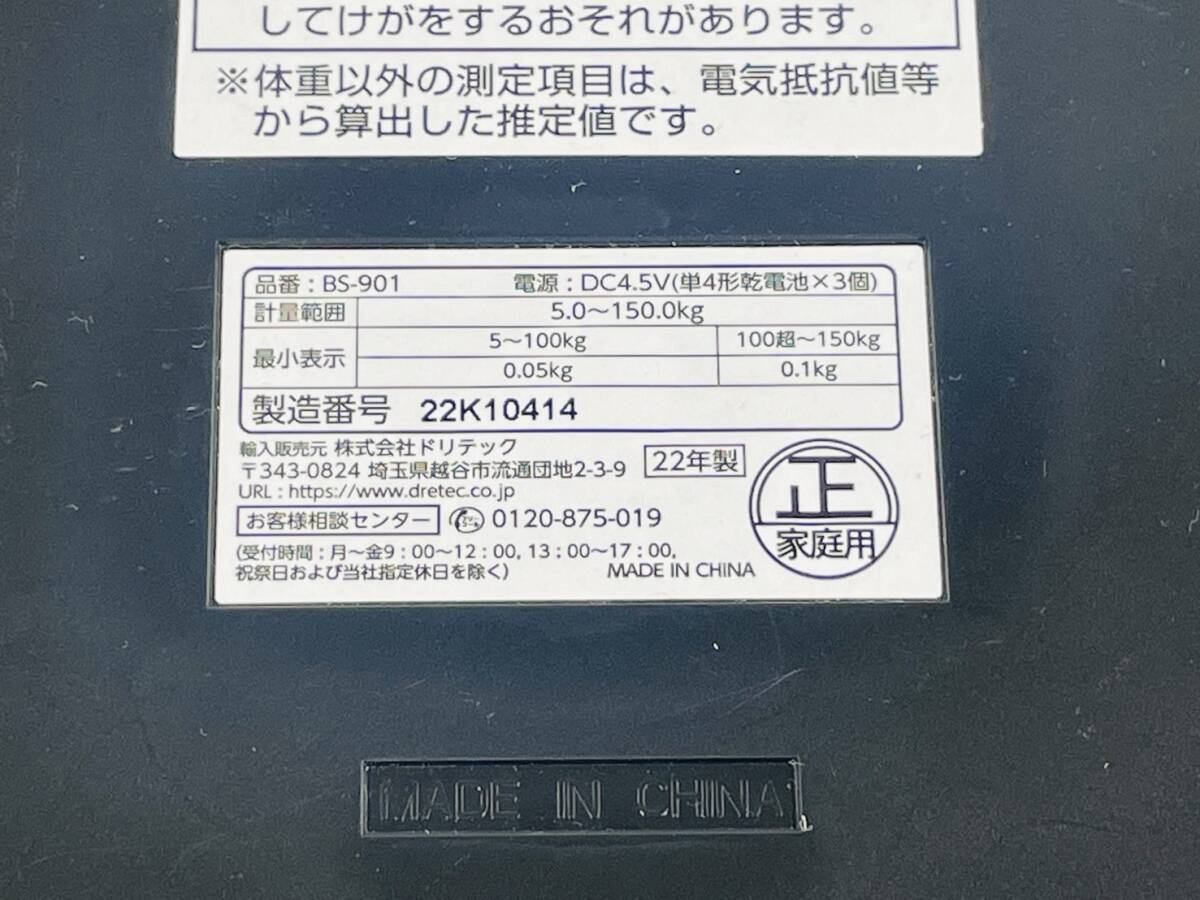 してけがをするおそれがあります。
※体重以外の測定項目は、電気抵抗値等
から算出した推定値です。
品番：BS-901 電源：DC4.5V(単4形乾電池×3個)
計量範囲 5.0～150.0kg
最小表示 5～100kg 100超～150kg
0.05kg 0.1kg
製造番号 22K10414
輸入販売元 株式会社ドリテック
〒343-0824 埼玉県越谷市流通団地2-3-9 22年製
URL：https://www.dretec.co.jp
お客様相談センター 0120-875-019
(受付時間：月～金9：00～12：00, 13：00～17：00,
祝祭日および当社指定休日を除く) MADE IN CHINA
正
家庭用
MADE IN CHINA